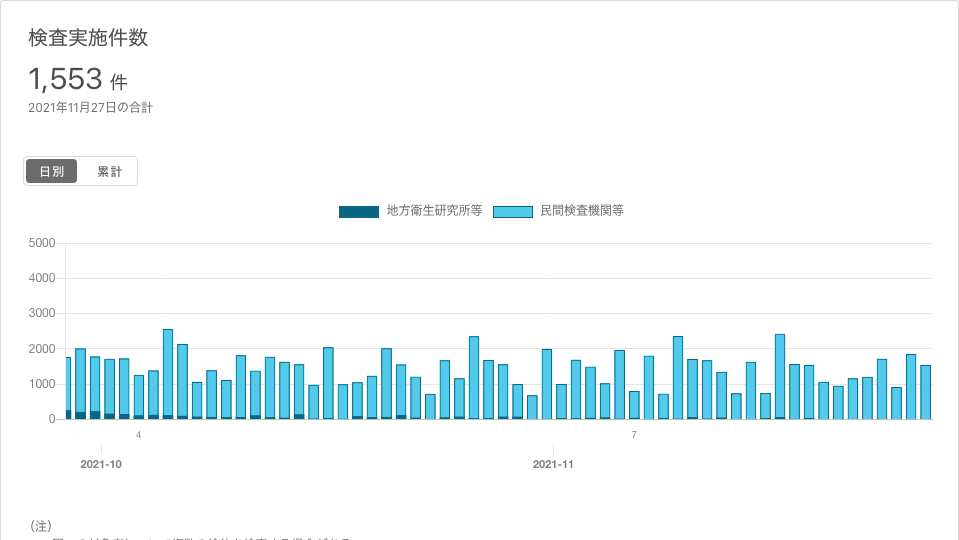 検査実施件数
1,553 件
2021年11月27日の合計
日別 累計
地方衛生研究所等 民間検査機関等
5000
4000
3000
2000
1000
0
4 7
2021-10 2021-11
（注）